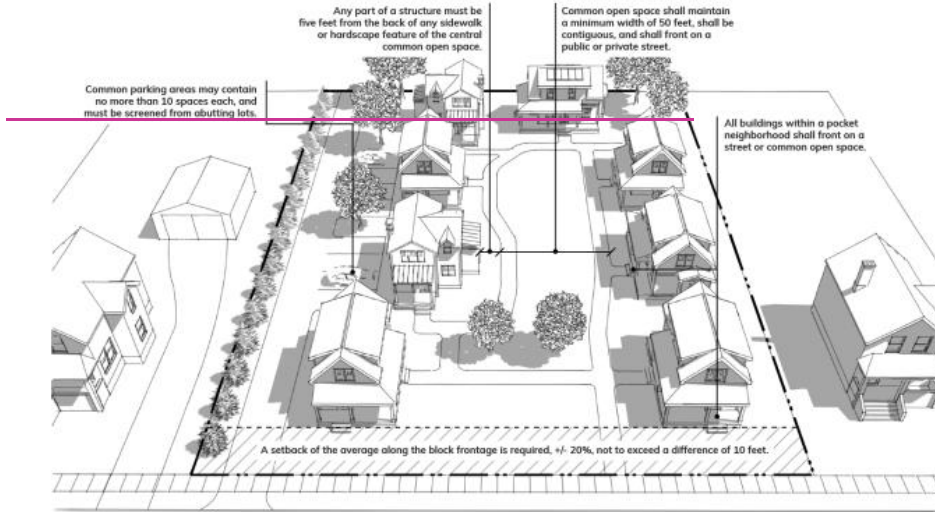 Any part of a structure must be
five feet from the back of any sidewalk
or hardscape feature of the central
common open space.
Common open space shall maintain
a minimum width of 50 feet, shall be
contiguous, and shall front on a
public or private street.
Common parking areas may contain
no more than 10 spaces each, and
must be screened from abutting lots.
All buildings within a pocket
neighborhood shall front on a
street or common open space.
A setback of the average along the block frontage is required, +/- 20%, not to exceed a difference of 10 feet.